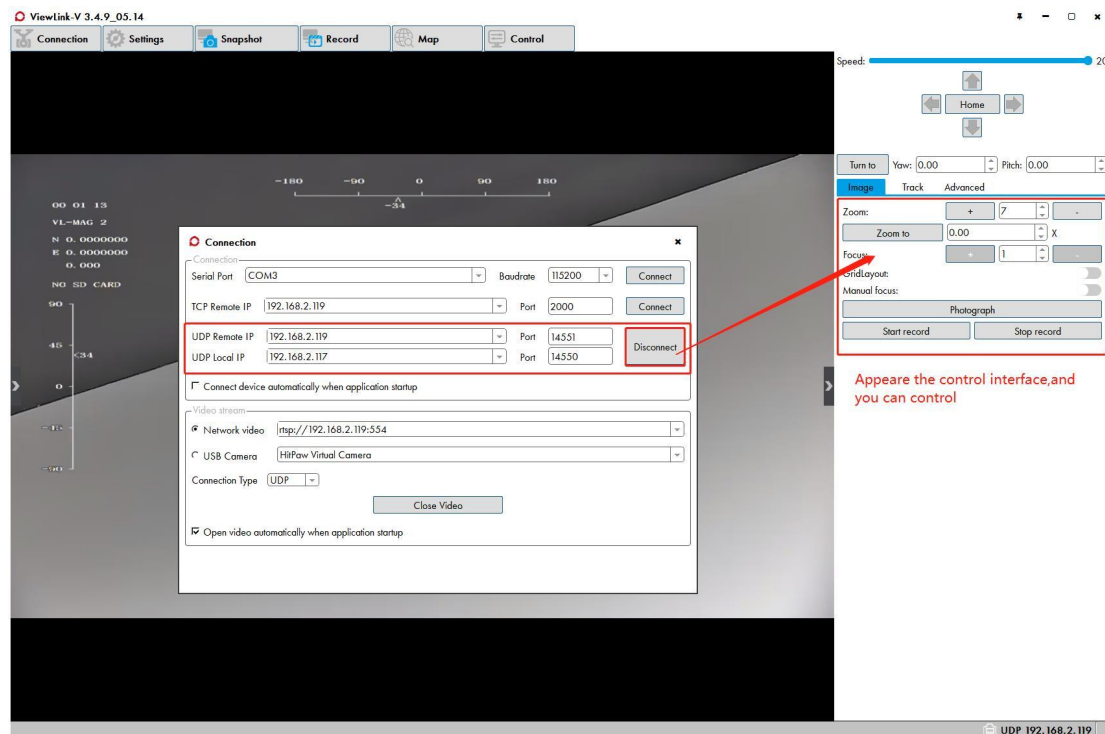 ViewLink-V 3.4.9_05.14
Connection Settings Snapshot Record Map Control
Speed: 20
Home
Turn to Yaw: 0.00 Pitch: 0.00
Image Track Advanced
Zoom: + 7 -
Zoom to 0.00 X
Focus: + 1 -
GridLayout:
Manual focus:
Photograph
Start record Stop record
Appeare the control interface,and
you can control
-180 -90 0 90 180
-34
00 01 13
VL-MAG 2
N 0.0000000
E 0.0000000
0.000
NO SD CARD
90
45
<34
0
-45
-90
Connection
Connection
Serial Port COM3 Baudrate 115200 Connect
TCP Remote IP 192.168.2.119 Port 2000 Connect
UDP Remote IP 192.168.2.119 Port 14551
Disconnect
UDP Local IP 192.168.2.117 Port 14550
Connect device automatically when application startup
Video stream
Network video rtsp://192.168.2.119:554
USB Camera HitPaw Virtual Camera
Connection Type UDP
Close Video
Open video automatically when application startup
UDP 192.168.2.119